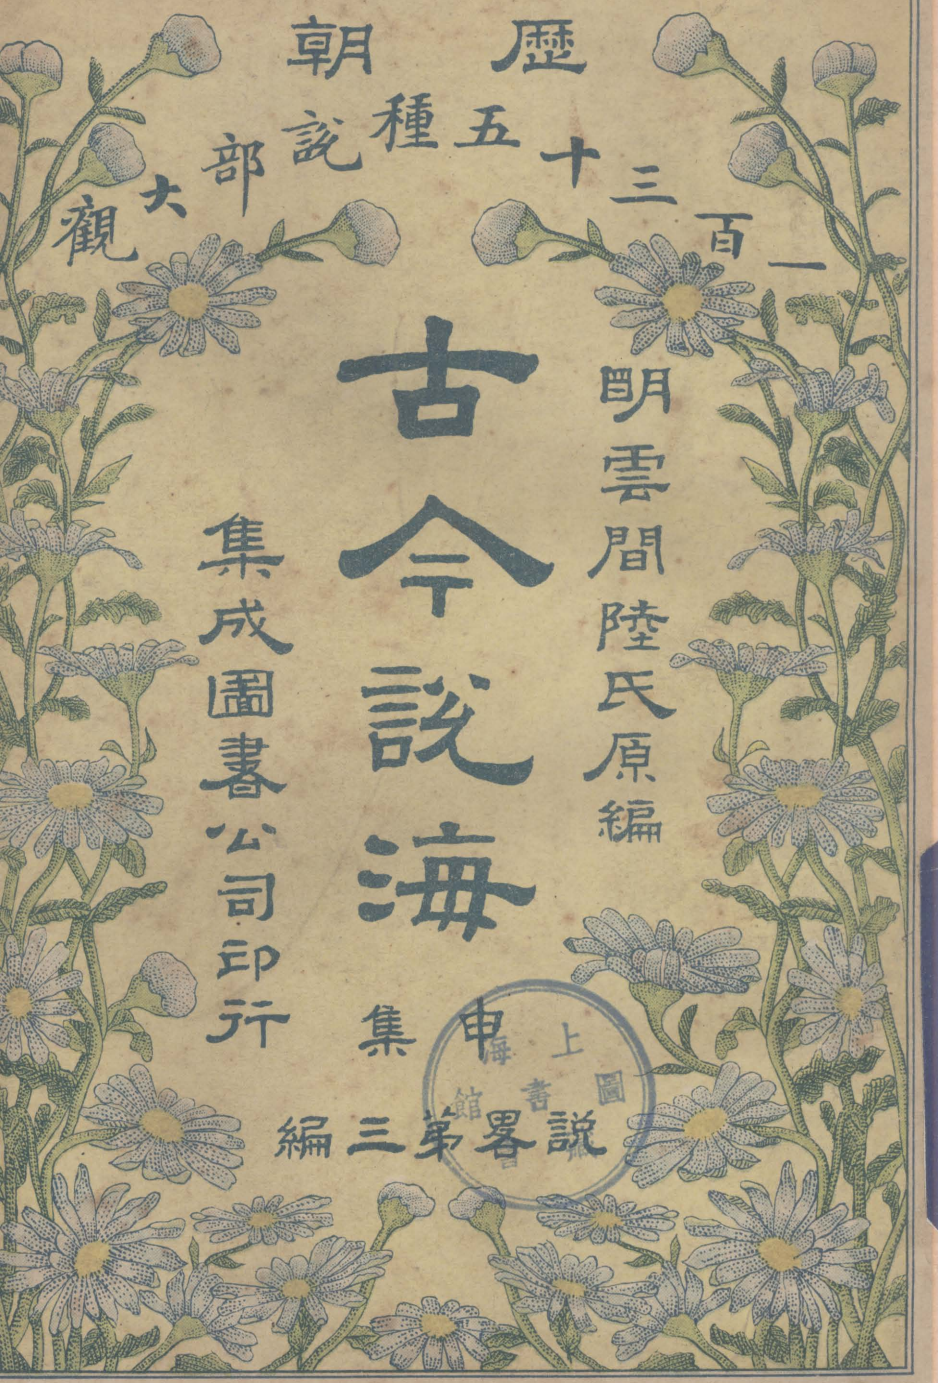 歷朝
一百三十五種說部大觀
明雲間陸氏原編
古今說海
集成圖書公司印行
申集
說畧第三編
上海
圖書館